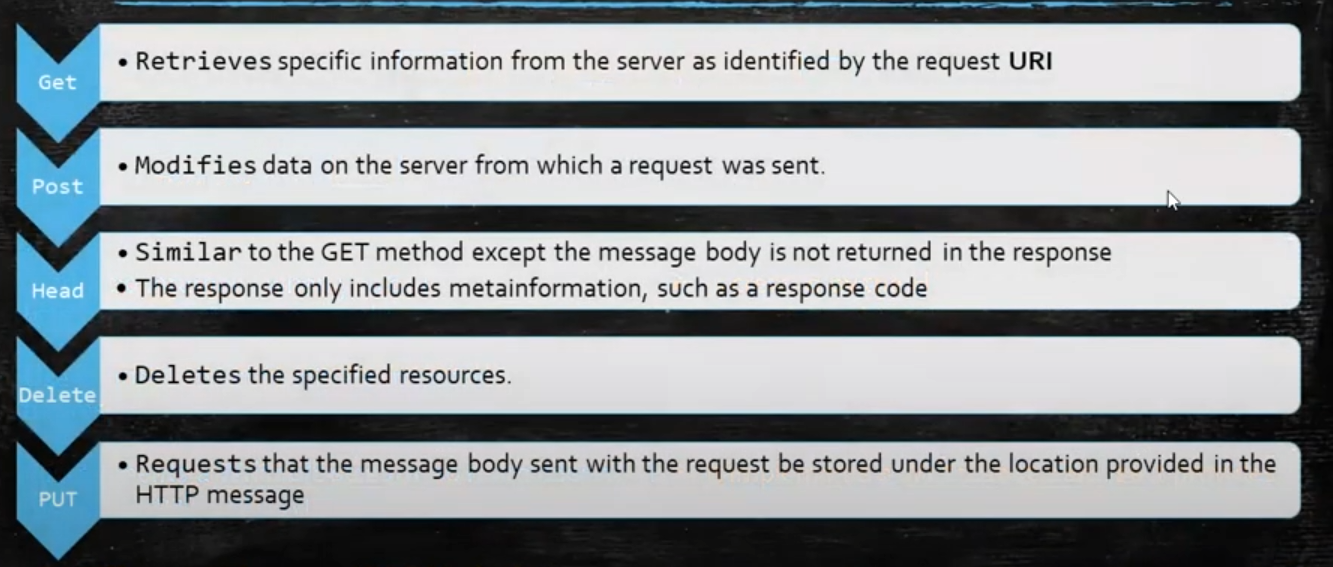 Get
• Retrieves specific information from the server as identified by the request URI
Post
• Modifies data on the server from which a request was sent.
Head
• Similar to the GET method except the message body is not returned in the response
• The response only includes metainformation, such as a response code
Delete
• Deletes the specified resources.
PUT
• Requests that the message body sent with the request be stored under the location provided in the
HTTP message